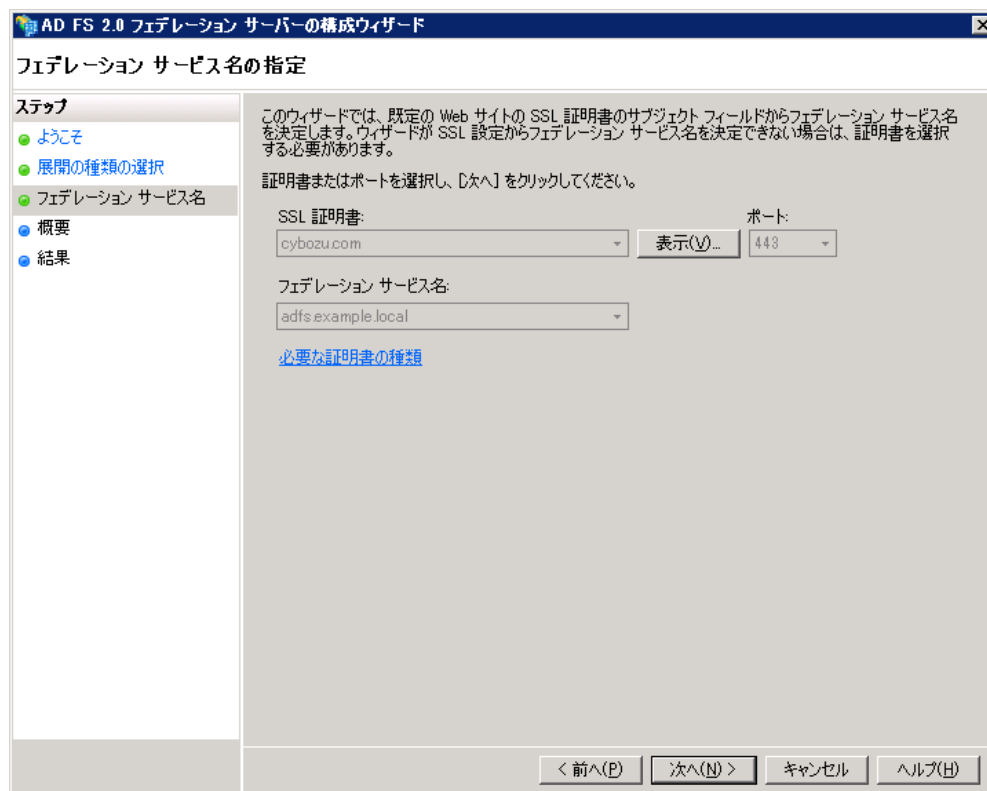 AD FS 2.0 フェデレーション サーバーの構成ウィザード
フェデレーション サービス名の指定
ステップ
ようこそ
展開の種類の選択
フェデレーション サービス名
概要
結果
このウィザードでは、既定の Web サイトの SSL 証明書のサブジェクト フィールドからフェデレーション サービス名
を決定します。ウィザードが SSL 設定からフェデレーション サービス名を決定できない場合は、証明書を選択
する必要があります。
証明書またはポートを選択し、[次へ] をクリックしてください。
SSL 証明書: ポート:
cybozu.com 表示(V)... 443
フェデレーション サービス名:
adfs.example.local
必要な証明書の種類
< 前へ(P) 次へ(N) > キャンセル ヘルプ(H)